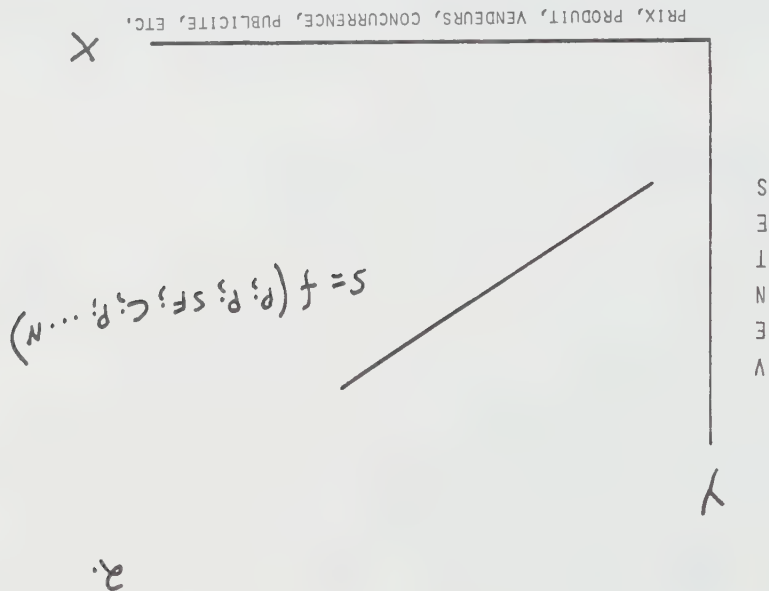 2.
Y
VENTES
S = f (P; P; SF; C; P; ... N)
X
PRIX, PRODUIT, VENDEURS, CONCURRENCE, PUBLICITE, ETC.